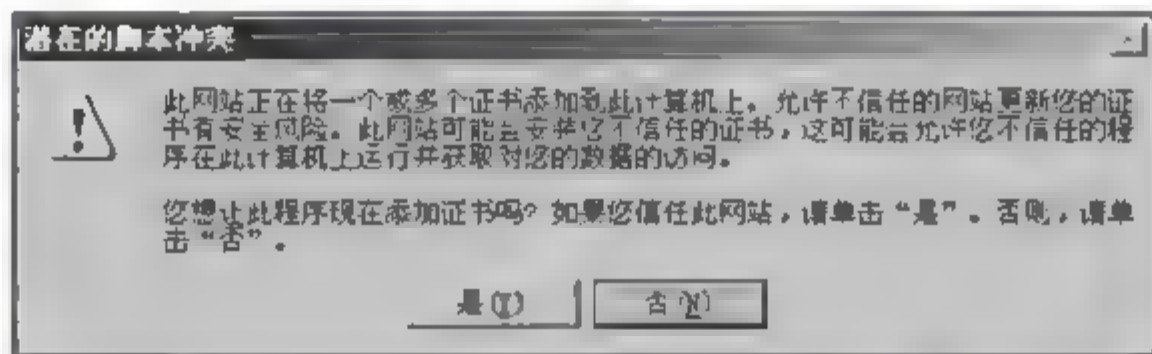 潜在的脚本冲突
此网站正在将一个或多个证书添加到此计算机上。允许不信任的网站更新您的证
书有安全风险。此网站可能会安装您不信任的证书，这可能会允许您不信任的程
序在此计算机上运行并获取对您的数据的访问。
您想让此程序现在添加证书吗? 如果您信任此网站，请单击“是”。否则，请单
击“否”。
是(Y)
否(N)